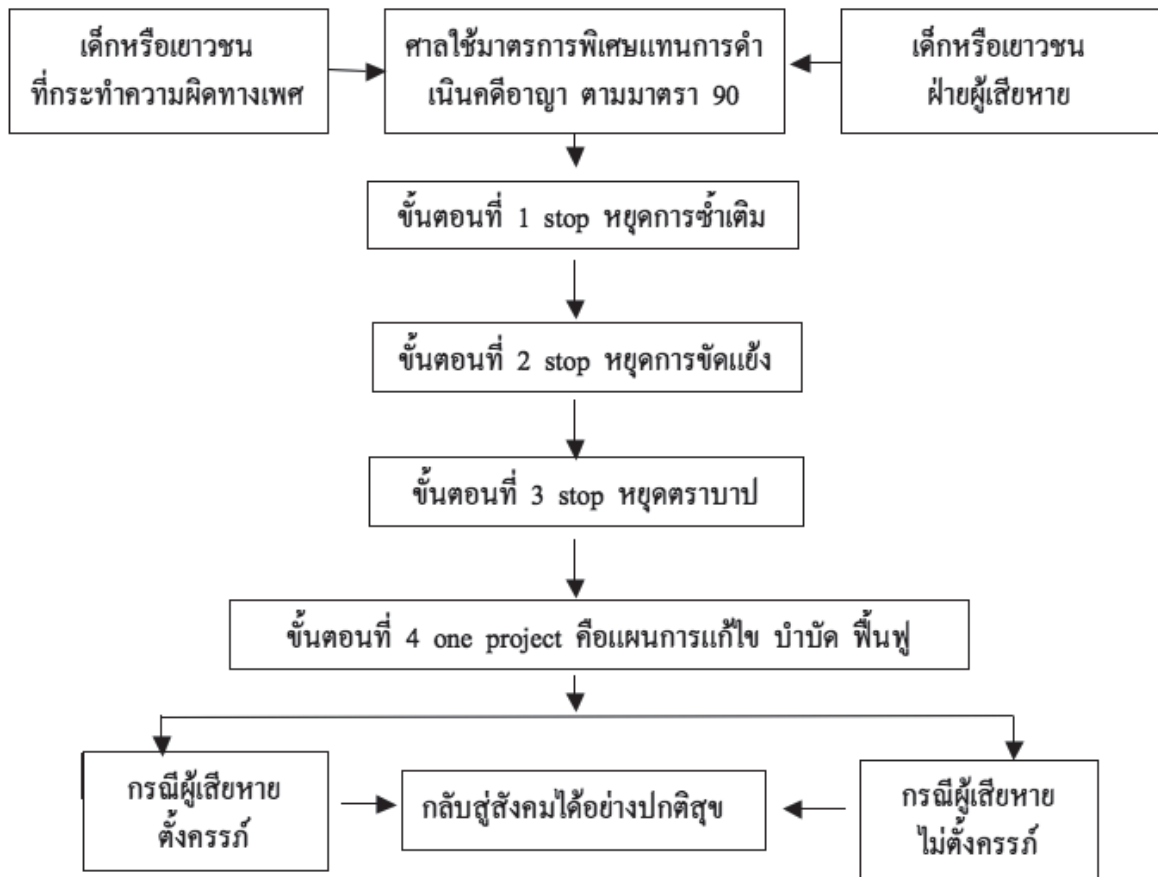 เด็กหรือเยาวชน
ที่กระทำความผิดทางเพศ
ศาลใช้มาตรการพิเศษแทนการดำ
เนินคดีอาญา ตามมาตรา 90
เด็กหรือเยาวชน
ฝ่ายผู้เสียหาย
ขั้นตอนที่ 1 stop หยุดการซ้ำเติม
ขั้นตอนที่ 2 stop หยุดการขัดแย้ง
ขั้นตอนที่ 3 stop หยุดตราบาป
ขั้นตอนที่ 4 one project คือแผนการแก้ไข บำบัด ฟื้นฟู
กรณีผู้เสียหาย
ตั้งครรภ์
กลับสู่สังคมได้อย่างปกติสุข
กรณีผู้เสียหาย
ไม่ตั้งครรภ์